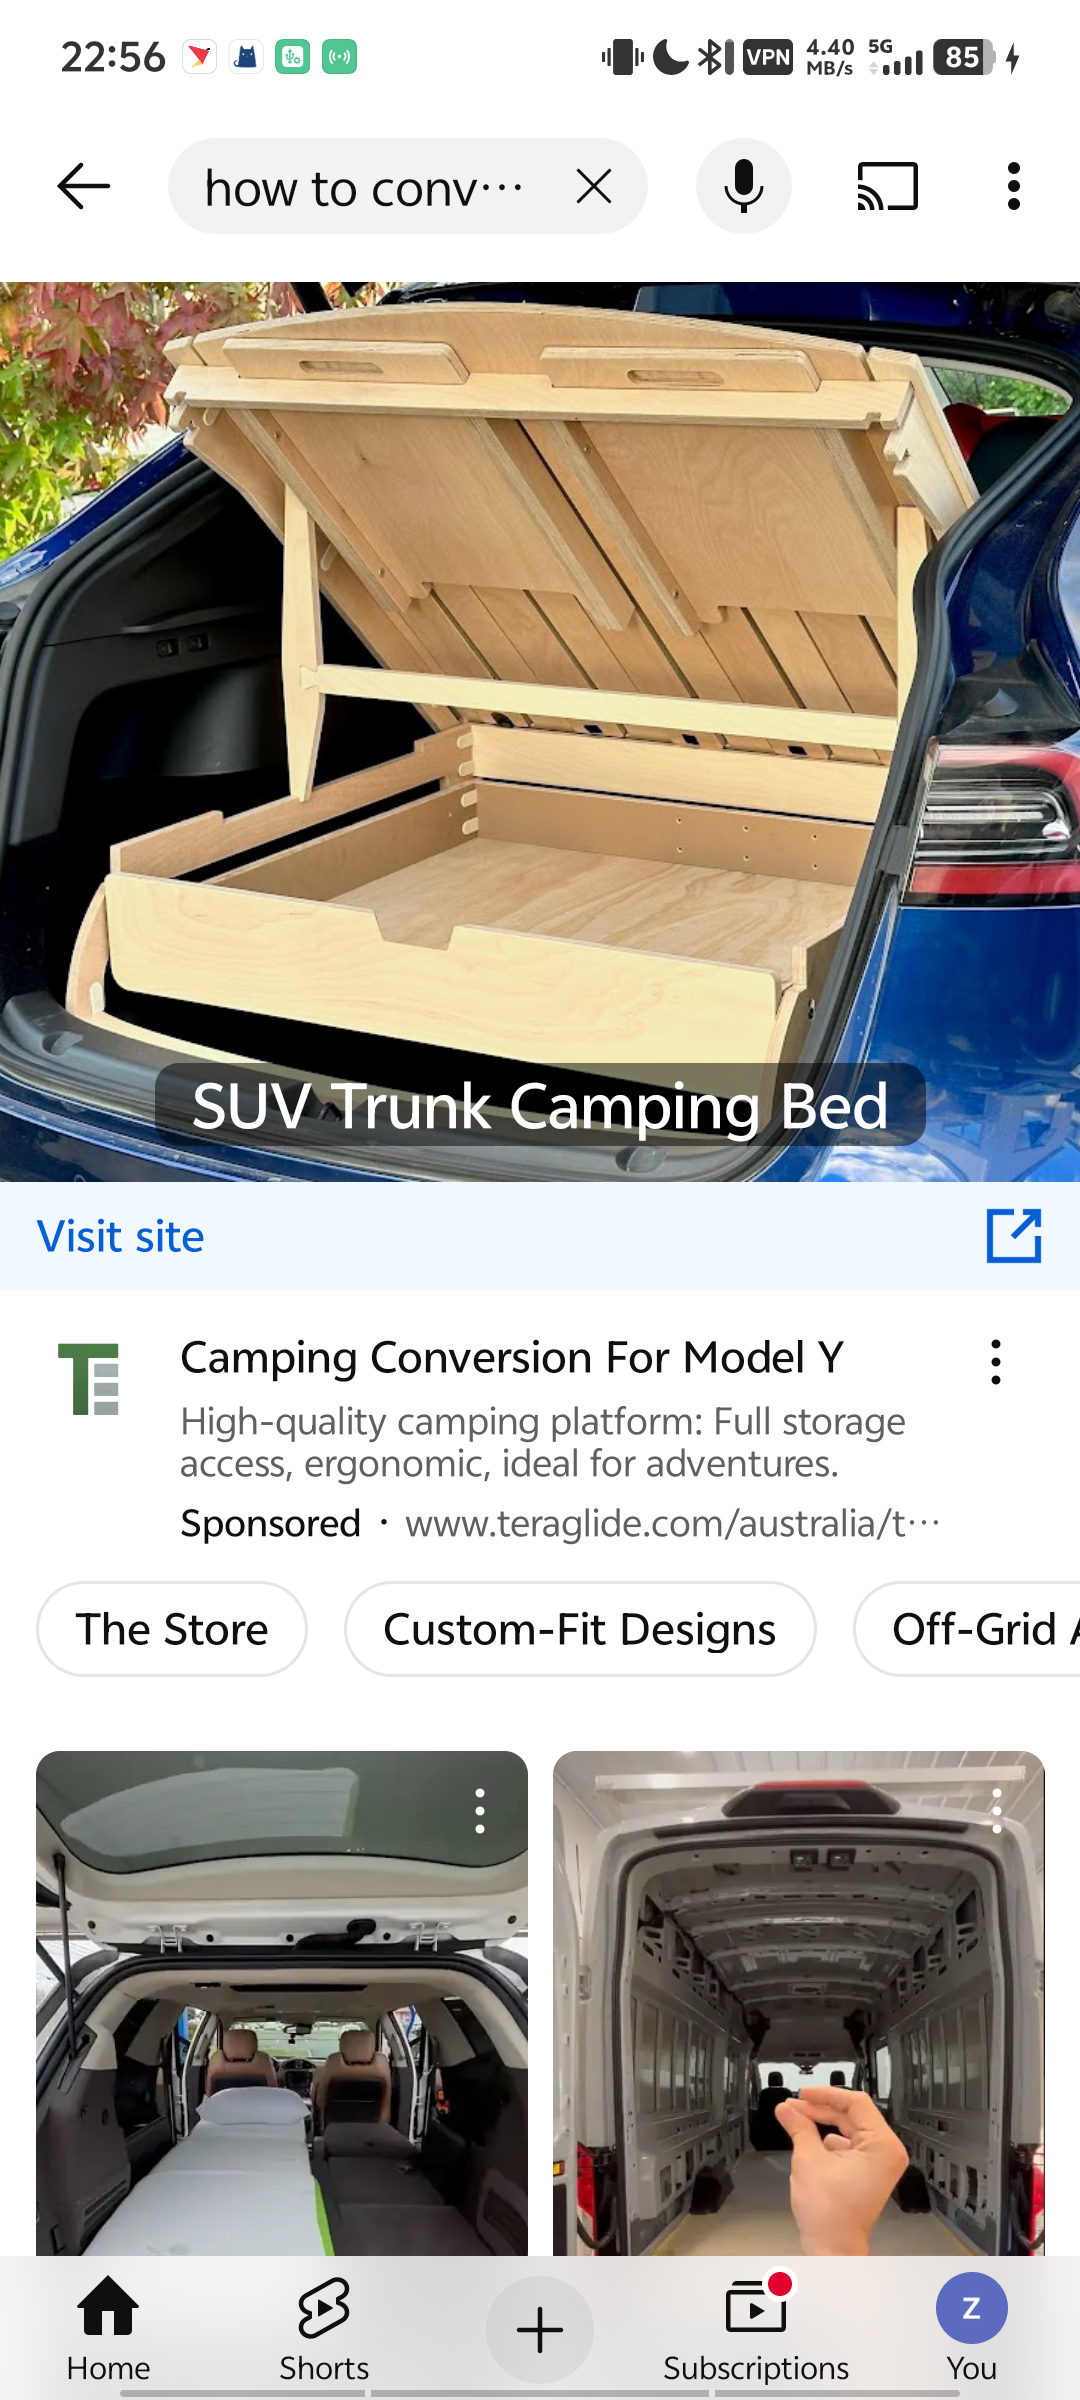 22:56
VPN
4.40
MB/s
5G
85
how to conv···
SUV Trunk Camping Bed
Visit site
TE
Camping Conversion For Model Y
High-quality camping platform: Full storage
access, ergonomic, ideal for adventures.
Sponsored · www.teraglide.com/australia/t···
The Store
Custom-Fit Designs
Off-Grid
Home
Shorts
Subscriptions
Z
You